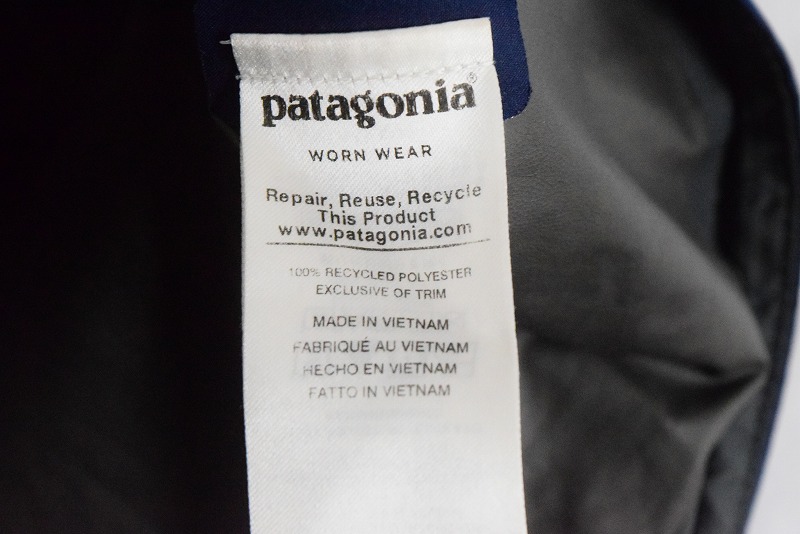 patagonia®
WORN WEAR
Repair, Reuse, Recycle
This Product
www.patagonia.com
100% RECYCLED POLYESTER
EXCLUSIVE OF TRIM
MADE IN VIETNAM
FABRIQUÉ AU VIETNAM
HECHO EN VIETNAM
FATTO IN VIETNAM